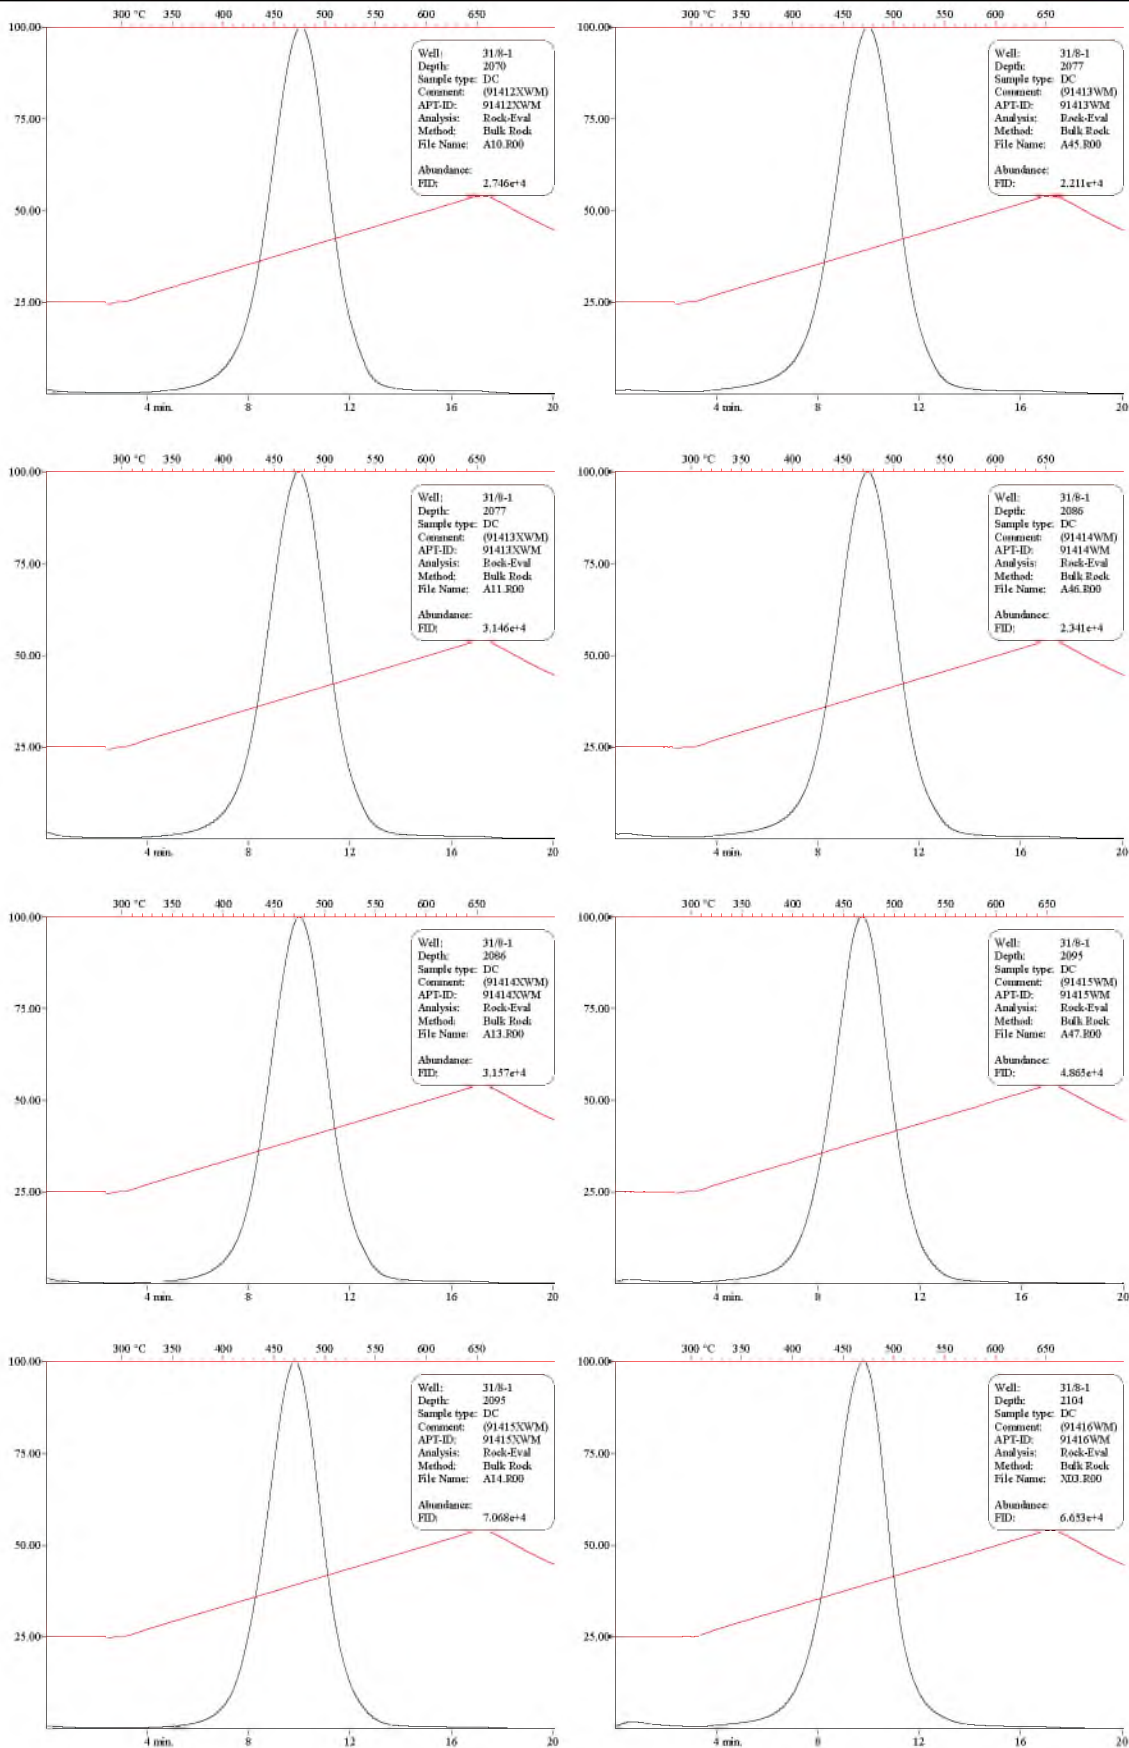 300 °C 350 400 450 500 550 600 650
100.00
75.00
50.00
25.00
4 min. 8 12 16 20
Well: 31/8-1
Depth: 2070
Sample type: DC
Comment: (91412XWM)
APT-ID: 91412XWM
Analysis: Rock-Eval
Method: Bulk Rock
File Name: A10.R00
Abundance:
FID: 2.746e+4
300 °C 350 400 450 500 550 600 650
100.00
75.00
50.00
25.00
4 min. 8 12 16 20
Well: 31/8-1
Depth: 2077
Sample type: DC
Comment: (91413WM)
APT-ID: 91413WM
Analysis: Rock-Eval
Method: Bulk Rock
File Name: A45.R00
Abundance:
FID: 2.211e+4
300 °C 350 400 450 500 550 600 650
100.00
75.00
50.00
25.00
4 min. 8 12 16 20
Well: 31/8-1
Depth: 2077
Sample type: DC
Comment: (91413XWM)
APT-ID: 91413XWM
Analysis: Rock-Eval
Method: Bulk Rock
File Name: A11.R00
Abundance:
FID: 3.146e+4
300 °C 350 400 450 500 550 600 650
100.00
75.00
50.00
25.00
4 min. 8 12 16 20
Well: 31/8-1
Depth: 2086
Sample type: DC
Comment: (91414WM)
APT-ID: 91414WM
Analysis: Rock-Eval
Method: Bulk Rock
File Name: A46.R00
Abundance:
FID: 2.341e+4
300 °C 350 400 450 500 550 600 650
100.00
75.00
50.00
25.00
4 min. 8 12 16 20
Well: 31/8-1
Depth: 2086
Sample type: DC
Comment: (91414XWM)
APT-ID: 91414XWM
Analysis: Rock-Eval
Method: Bulk Rock
File Name: A13.R00
Abundance:
FID: 3.157e+4
300 °C 350 400 450 500 550 600 650
100.00
75.00
50.00
25.00
4 min. 8 12 16 20
Well: 31/8-1
Depth: 2095
Sample type: DC
Comment: (91415WM)
APT-ID: 91415WM
Analysis: Rock-Eval
Method: Bulk Rock
File Name: A47.R00
Abundance:
FID: 4.865e+4
300 °C 350 400 450 500 550 600 650
100.00
75.00
50.00
25.00
4 min. 8 12 16 20
Well: 31/8-1
Depth: 2095
Sample type: DC
Comment: (91415XWM)
APT-ID: 91415XWM
Analysis: Rock-Eval
Method: Bulk Rock
File Name: A14.R00
Abundance:
FID: 7.068e+4
300 °C 350 400 450 500 550 600 650
100.00
75.00
50.00
25.00
4 min. 8 12 16 20
Well: 31/8-1
Depth: 2104
Sample type: DC
Comment: (91416WM)
APT-ID: 91416WM
Analysis: Rock-Eval
Method: Bulk Rock
File Name: X03.R00
Abundance:
FID: 6.653e+4